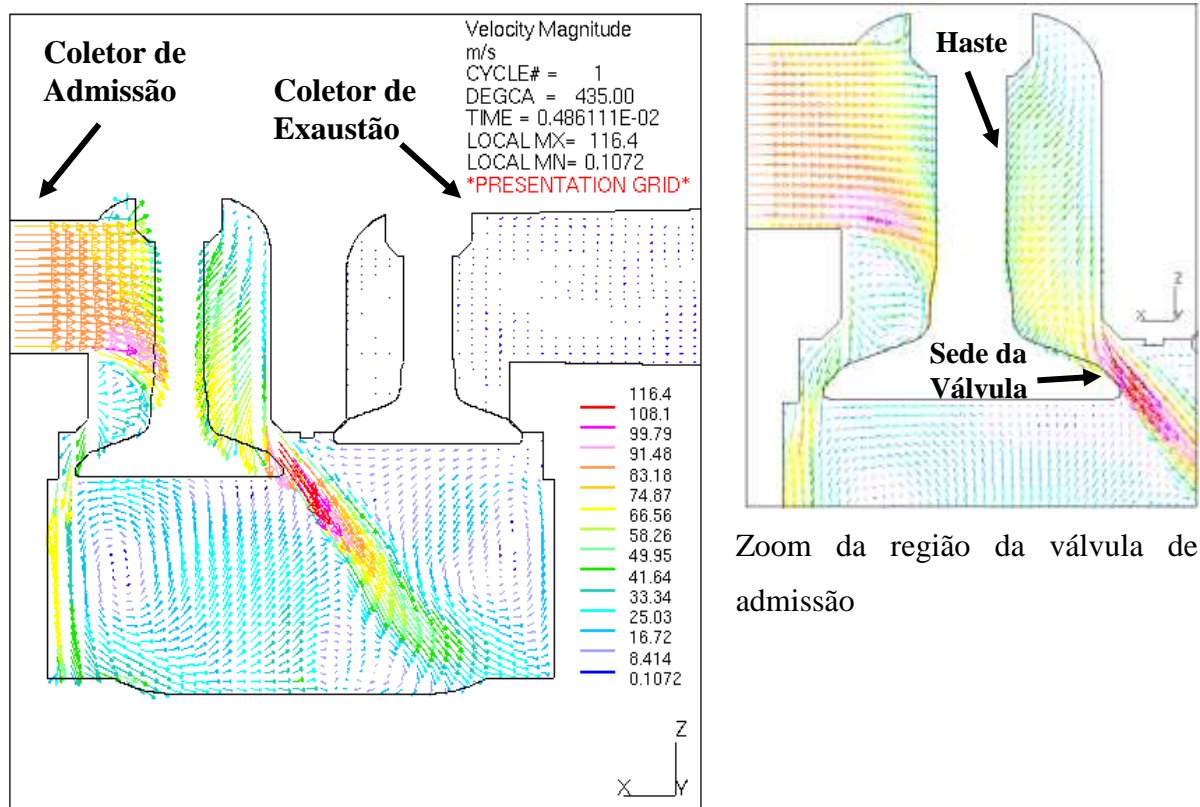 Coletor de
Admissão
Coletor de
Exaustão
Velocity Magnitude
m/s
CYCLE# = 1
DEGCA = 435.00
TIME = 0.486111E-02
LOCAL MX= 116.4
LOCAL MN= 0.1072
*PRESENTATION GRID*
116.4
108.1
99.79
91.48
83.18
74.87
66.56
58.26
49.95
41.64
33.34
25.03
16.72
8.414
0.1072
Z
X
Y
Haste
Sede da
Válvula
Z
X
Y
Zoom da região da válvula de
admissão